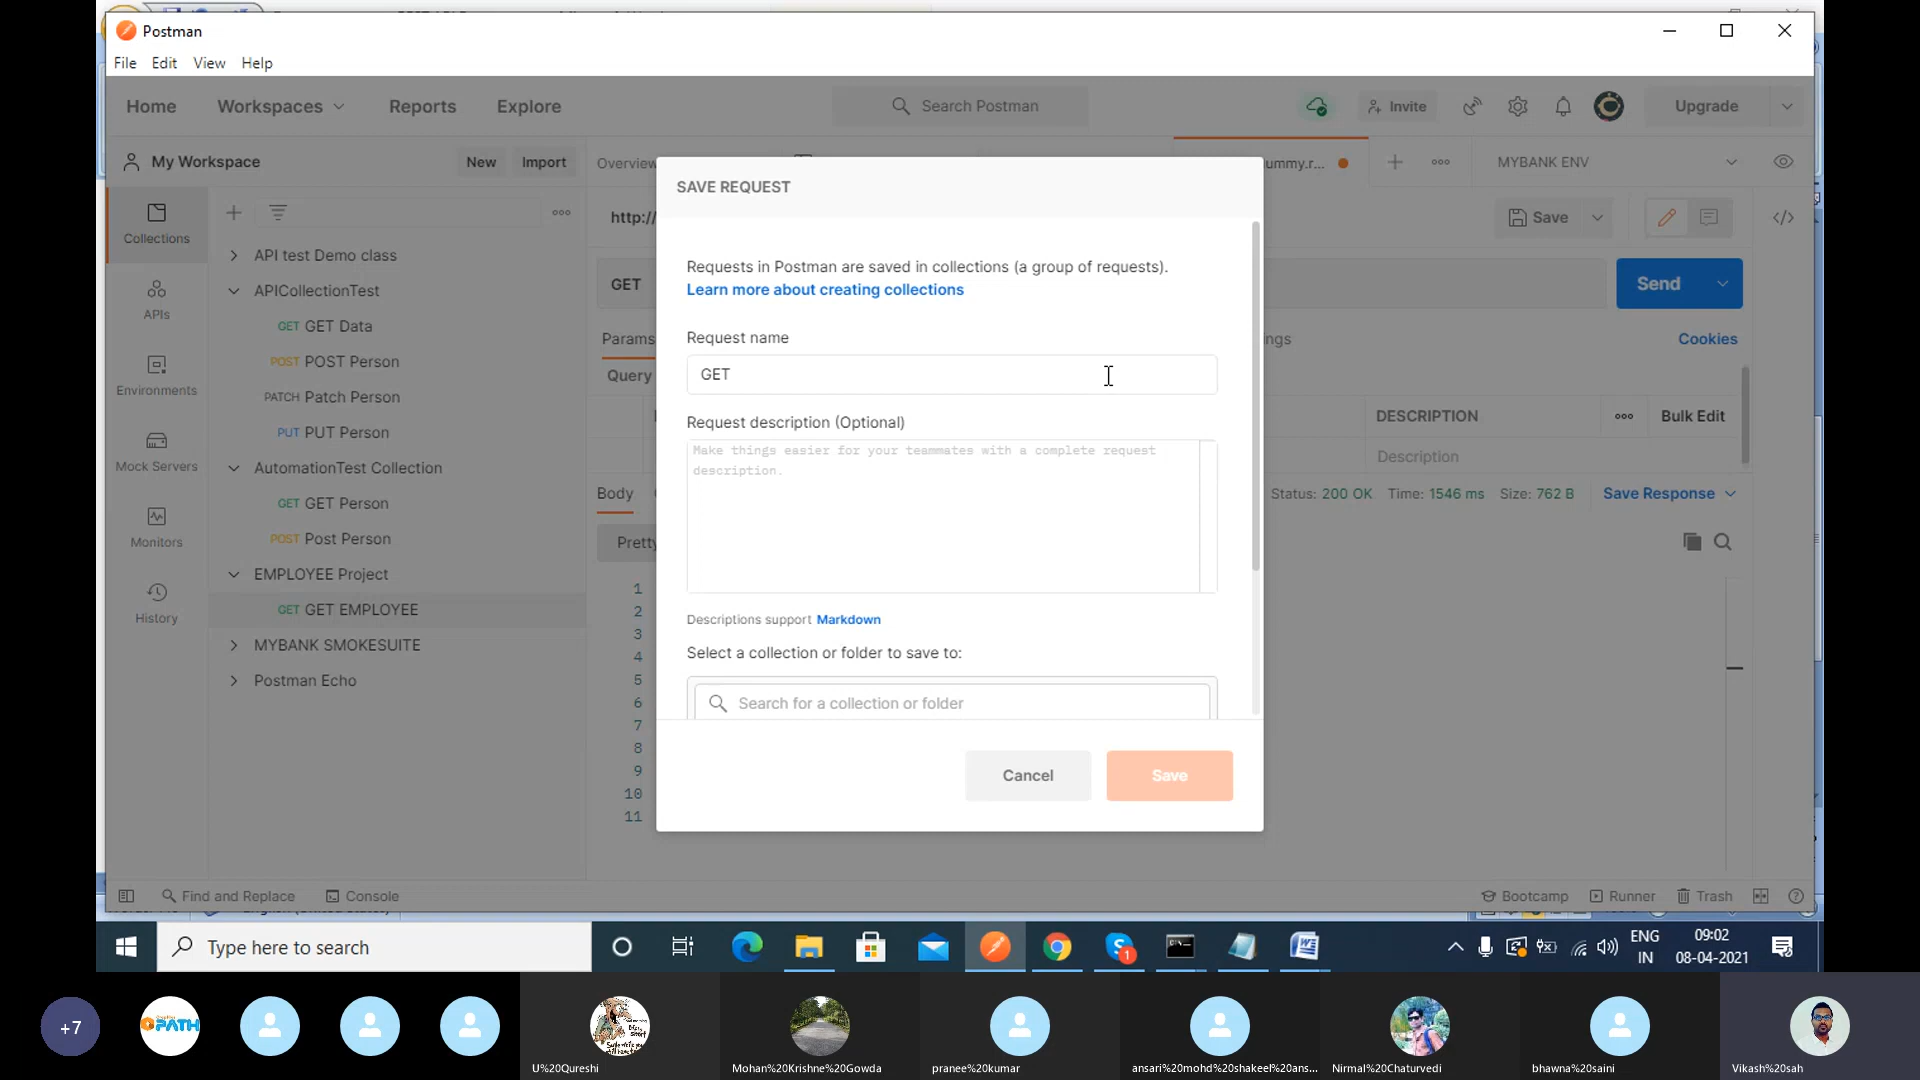 Postman
File Edit View Help
Home Workspaces Reports Explore Search Postman Invite Upgrade
My Workspace New Import Overview ummy.r... MYBANK ENV
Collections
APIs
Environments
Mock Servers
Monitors
History
API test Demo class
APICollectionTest
GET GET Data
POST POST Person
PATCH Patch Person
PUT PUT Person
AutomationTest Collection
GET GET Person
POST Post Person
EMPLOYEE Project
GET GET EMPLOYEE
MYBANK SMOKESUITE
Postman Echo
http://
Save
GET
Send
Params
ngs
Cookies
Query
DESCRIPTION
Bulk Edit
Description
Body
Status: 200 OK Time: 1546 ms Size: 762 B Save Response
Pretty
1
2
3
4
5
6
7
8
9
10
11
SAVE REQUEST
Requests in Postman are saved in collections (a group of requests).
Learn more about creating collections
Request name
GET
Request description (Optional)
Make things easier for your teammates with a complete request
description.
Descriptions support Markdown
Select a collection or folder to save to:
Search for a collection or folder
Cancel
Save
Find and Replace Console Bootcamp Runner Trash
Type here to search
1
ENG
IN
09:02
08-04-2021
+7
PATH
U%20Qureshi
Mohan%20Krishne%20Gowda
pranee%20kumar
ansari%20mohd%20shakeel%20ans...
Nirmal%20Chaturvedi
bhawna%20saini
Vikash%20sah